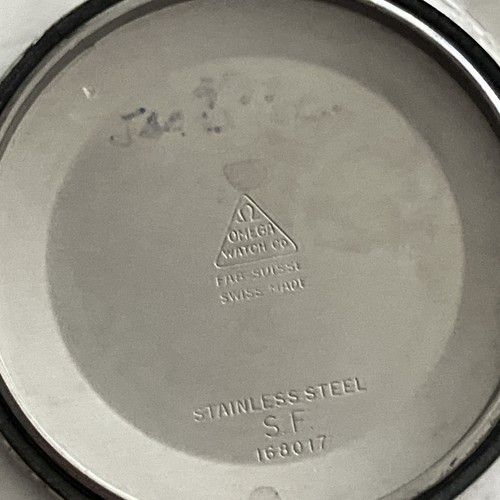 Ω
OMEGA
WATCH Co
FAB. SUISSE
SWISS MADE
STAINLESS STEEL
S.F.
168017